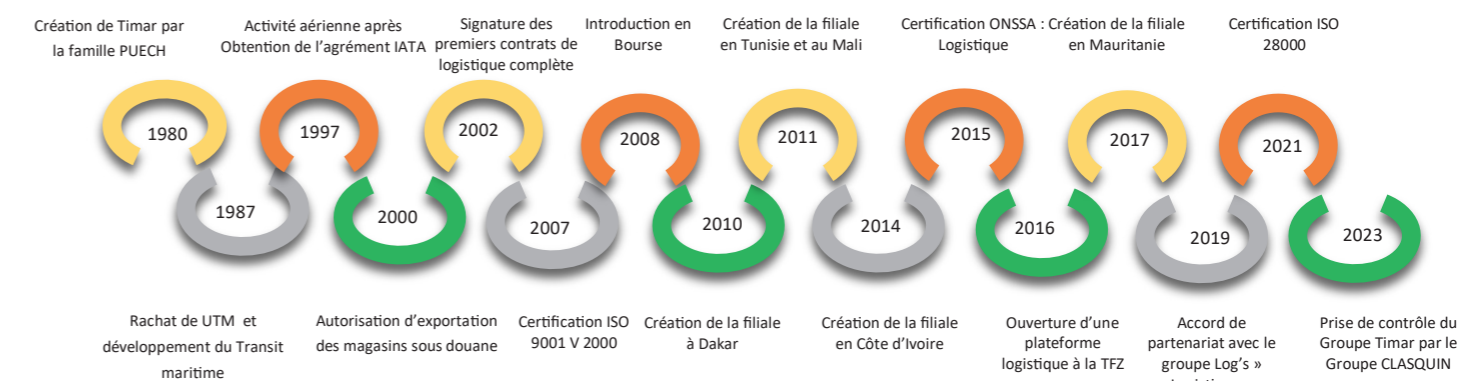 Création de Timar par
la famille PUECH
Activité aérienne après
Obtention de l'agrément IATA
Signature des
premiers contrats de
logistique complète
Introduction en
Bourse
Création de la filiale
en Tunisie et au Mali
Certification ONSSA :
Logistique
Création de la filiale
en Mauritanie
Certification ISO
28000
1980
1997
2002
2008
2011
2015
2017
2021
1987
2000
2007
2010
2014
2016
2019
2023
Rachat de UTM et
développement du Transit
maritime
Autorisation d'exportation
des magasins sous douane
Certification ISO
9001 V 2000
Création de la filiale
à Dakar
Création de la filiale
en Côte d'Ivoire
Ouverture d'une
plateforme
logistique à la TFZ
Accord de
partenariat avec le
groupe Log's »
Prise de contrôle du
Groupe Timar par le
Groupe CLASQUIN